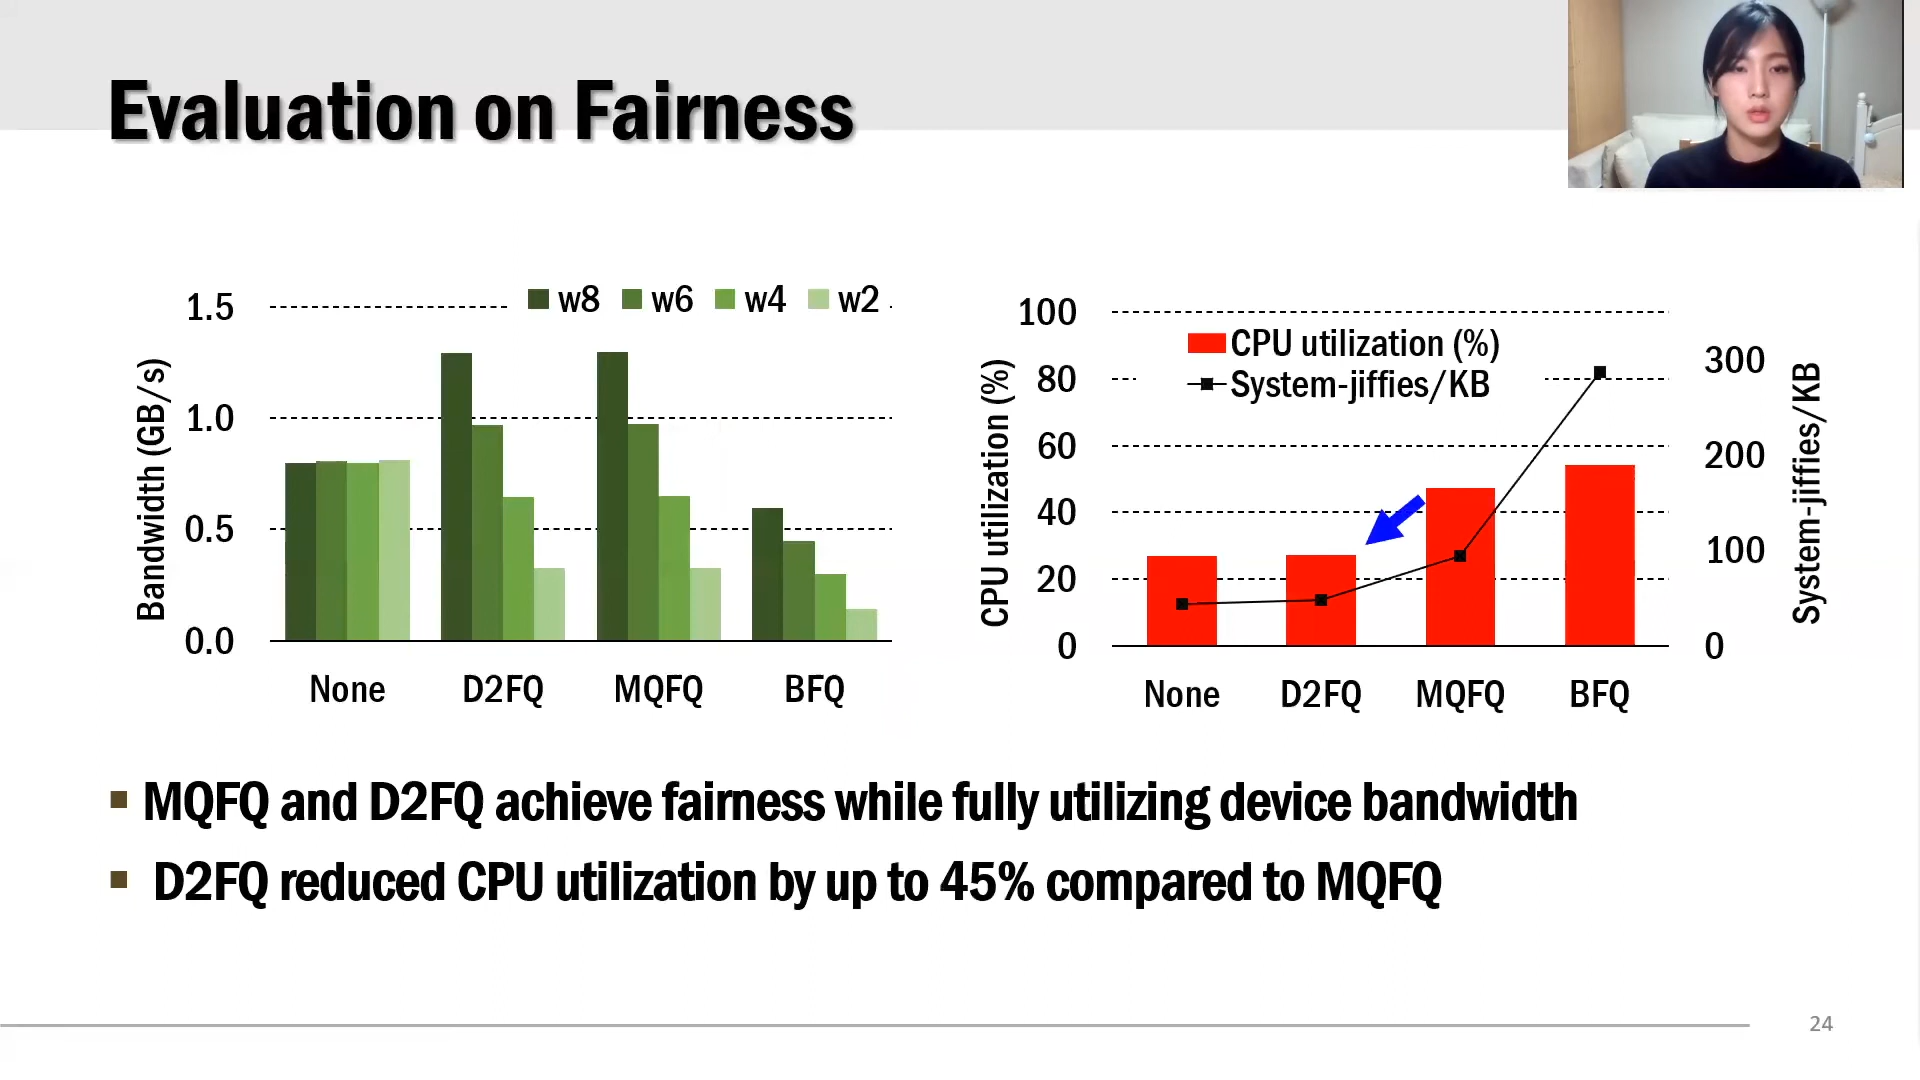 Evaluation on Fairness
w8 w6 w4 w2
1.5
1.0
0.5
0.0
Bandwidth (GB/s)
None D2FQ MQFQ BFQ
CPU utilization (%)
System-jiffies/KB
100
80
60
40
20
0
CPU utilization (%)
300
200
100
0
System-jiffies/KB
None D2FQ MQFQ BFQ
MQFQ and D2FQ achieve fairness while fully utilizing device bandwidth
D2FQ reduced CPU utilization by up to 45% compared to MQFQ
24